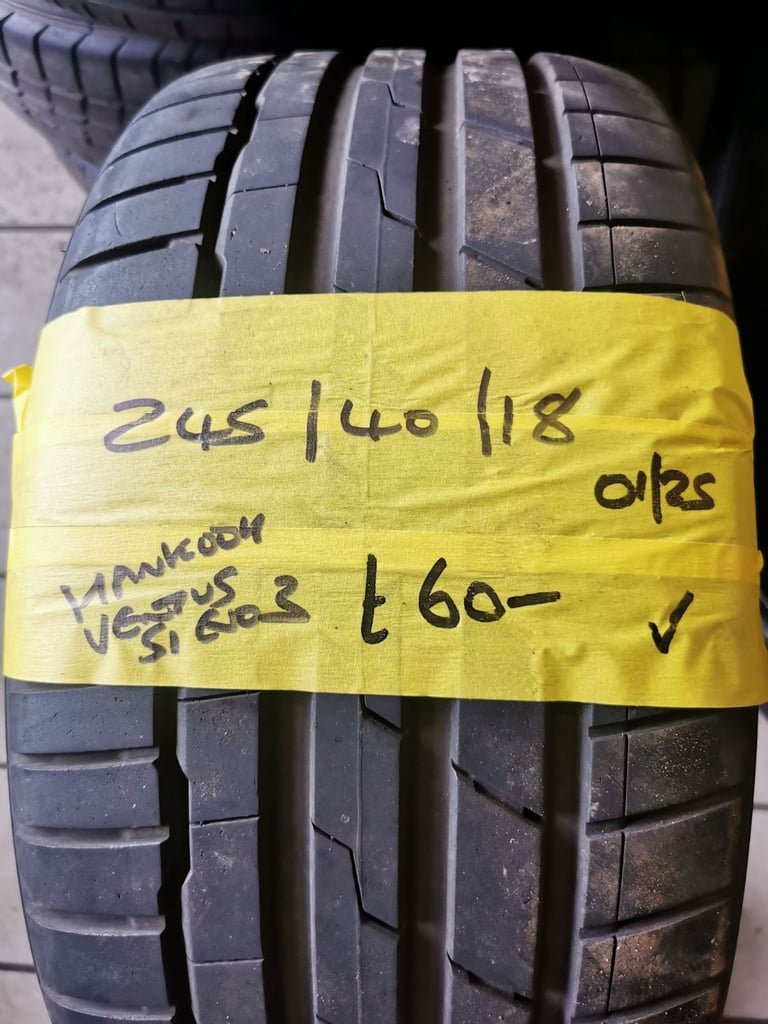 245/40/18
01/25
HANKOOK
VENTUS
S1 EVO3
£60-
✓